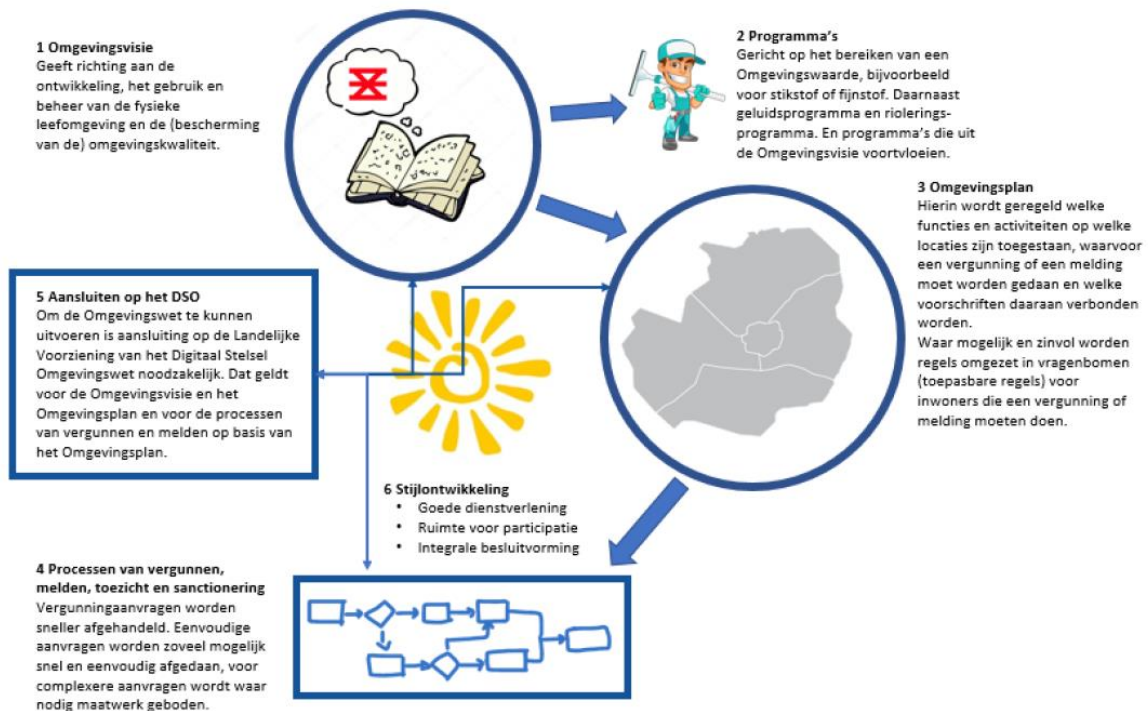 1 Omgevingsvisie
Geeft richting aan de
ontwikkeling, het gebruik en
beheer van de fysieke
leefomgeving en de (bescherming
van de) omgevingskwaliteit.
2 Programma's
Gericht op het bereiken van een
Omgevingswaarde, bijvoorbeeld
voor stikstof of fijnstof. Daarnaast
geluidsprogramma en riolerings-
programma. En programma's die uit
de Omgevingsvisie voortvloeien.
3 Omgevingsplan
Hierin wordt geregeld welke
functies en activiteiten op welke
locaties zijn toegestaan, waarvoor
een vergunning of een melding
moet worden gedaan en welke
voorschriften daaraan verbonden
worden.
Waar mogelijk en zinvol worden
regels omgezet in vragenbomen
(toepasbare regels) voor
inwoners die een vergunning of
melding moeten doen.
5 Aansluiten op het DSO
Om de Omgevingswet te kunnen
uitvoeren is aansluiting op de Landelijke
Voorziening van het Digitaal Stelsel
Omgevingswet noodzakelijk. Dat geldt
voor de Omgevingsvisie en het
Omgevingsplan en voor de processen
van vergunnen en melden op basis van
het Omgevingsplan.
6 Stijlontwikkeling
• Goede dienstverlening
• Ruimte voor participatie
• Integrale besluitvorming
4 Processen van vergunnen,
melden, toezicht en sanctionering
Vergunningaanvragen worden
sneller afgehandeld. Eenvoudige
aanvragen worden zoveel mogelijk
snel en eenvoudig afgedaan, voor
complexere aanvragen wordt waar
nodig maatwerk geboden.